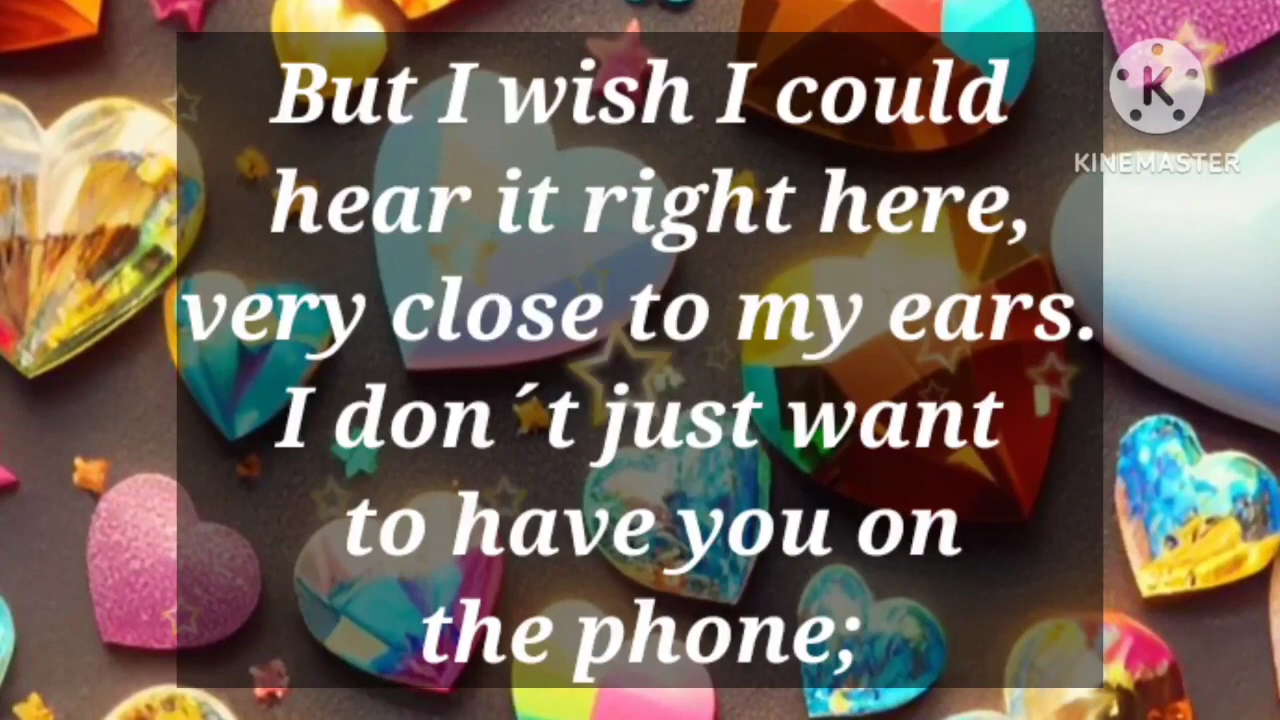 But I wish I could
hear it right here,
very close to my ears.
I don´t just want
to have you on
the phone;
K
KINEMASTER